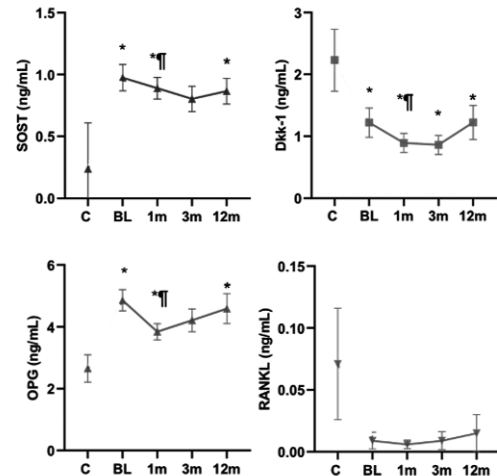 SOST (ng/mL)
1.5
1.0
0.5
0.0
* *¶ *
C BL 1m 3m 12m
Dkk-1 (ng/mL)
3
2
1
0
* *¶ * *
C BL 1m 3m 12m
OPG (ng/mL)
6
4
2
0
* *¶ *
C BL 1m 3m 12m
RANKL (ng/mL)
0.15
0.10
0.05
0.00
C BL 1m 3m 12m